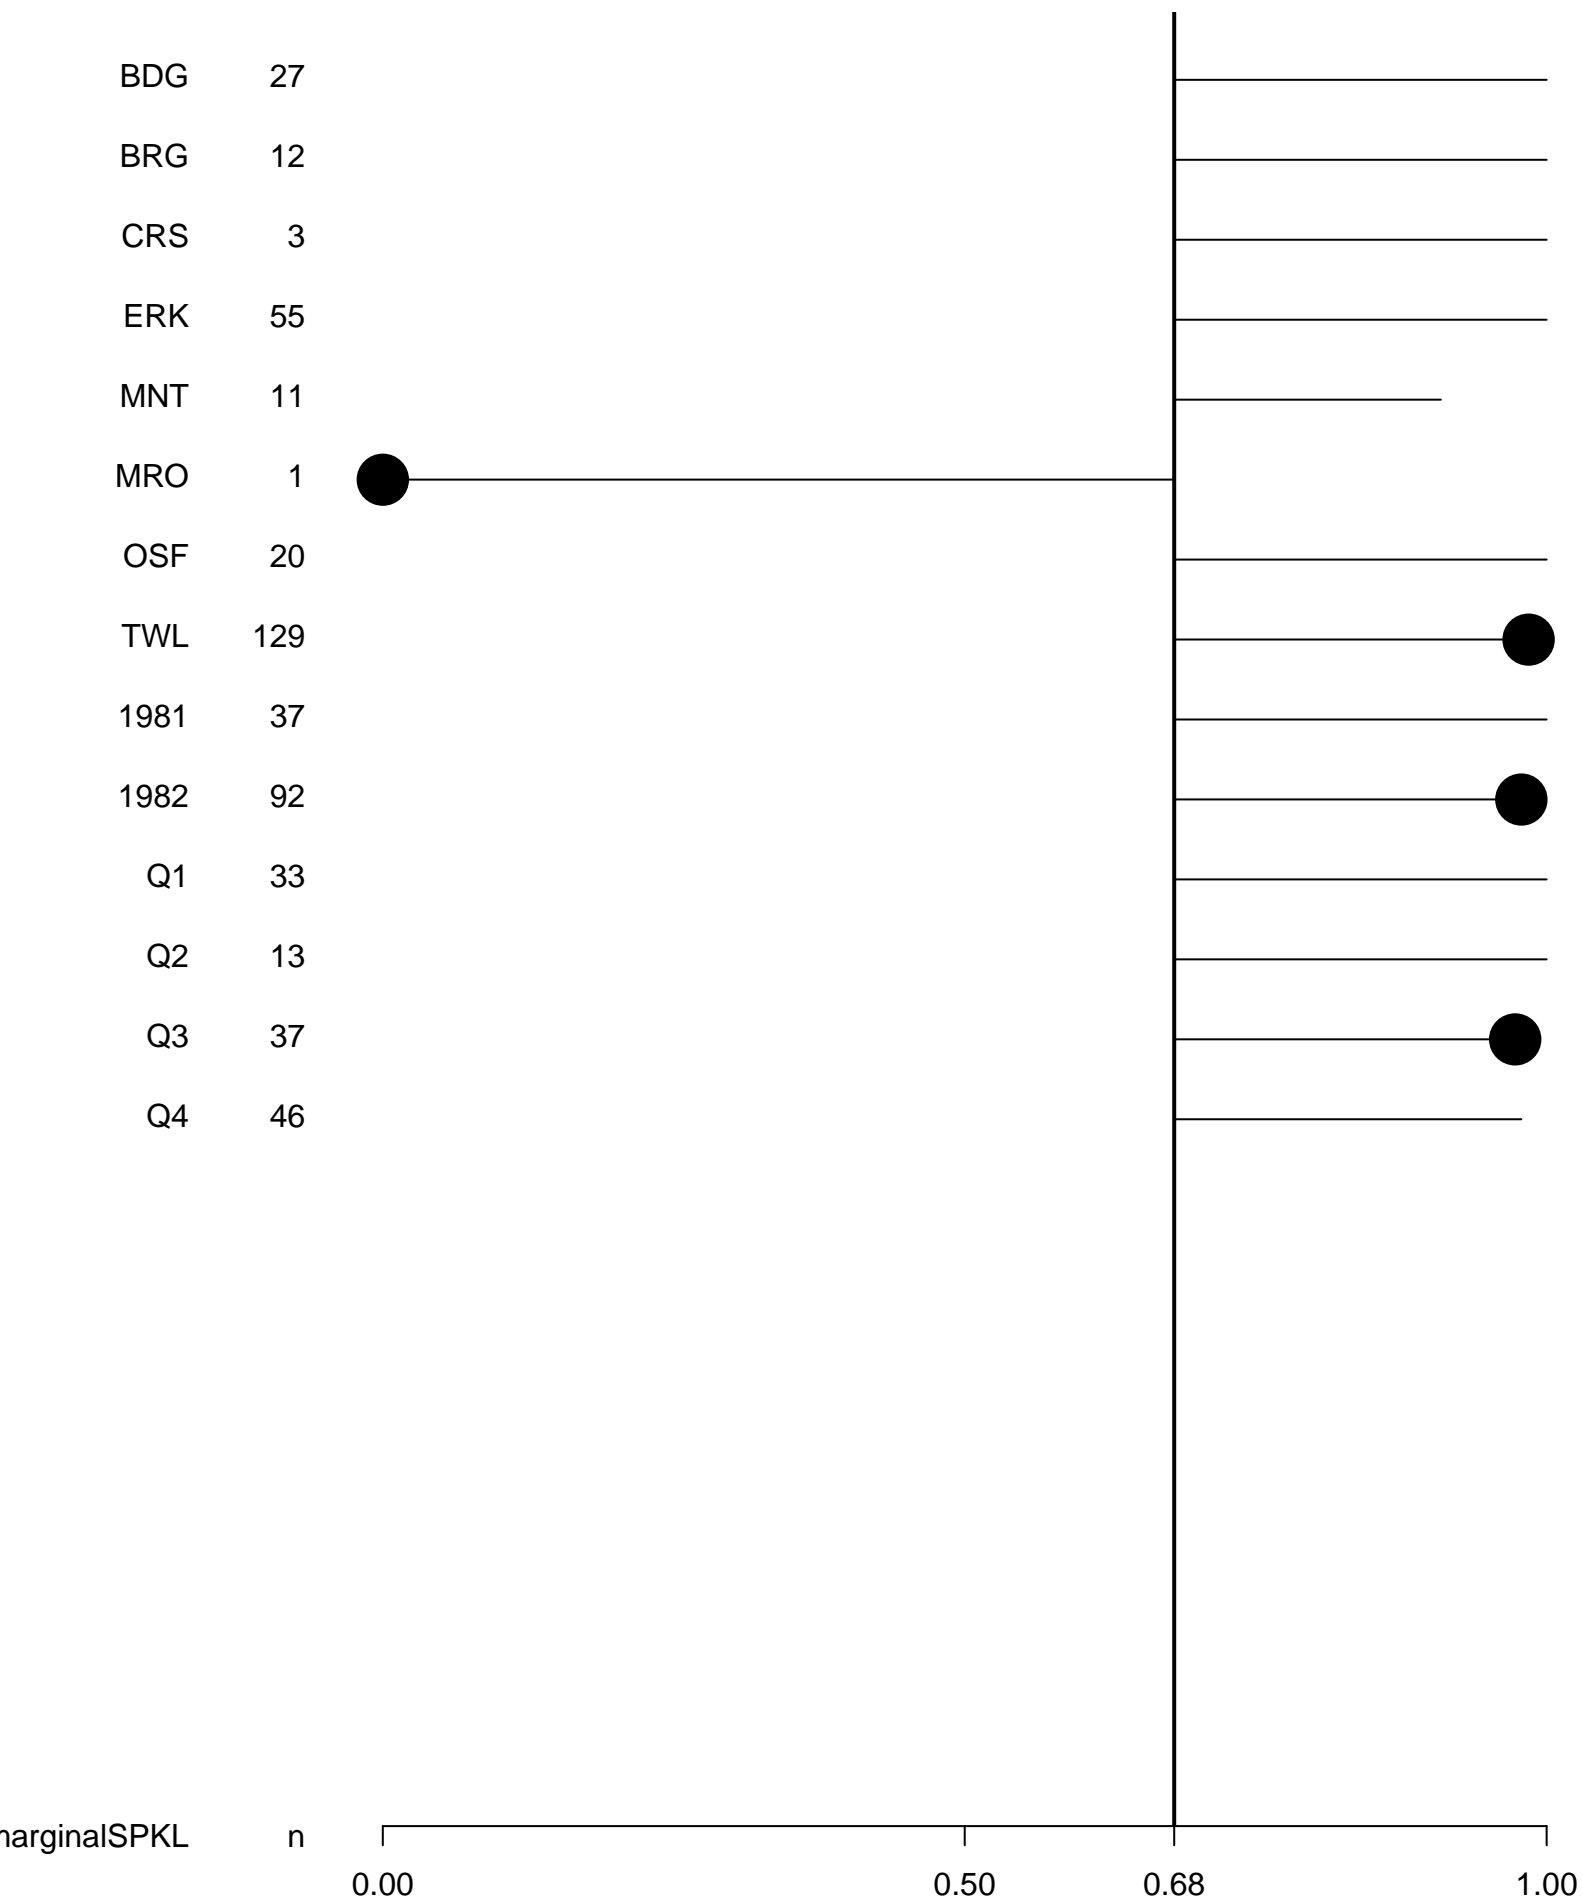 BDG 27
BRG 12
CRS 3
ERK 55
MNT 11
MRO 1
OSF 20
TWL 129
1981 37
1982 92
Q1 33
Q2 13
Q3 37
Q4 46
arginalSPKL n
0.00 0.50 0.68 1.00